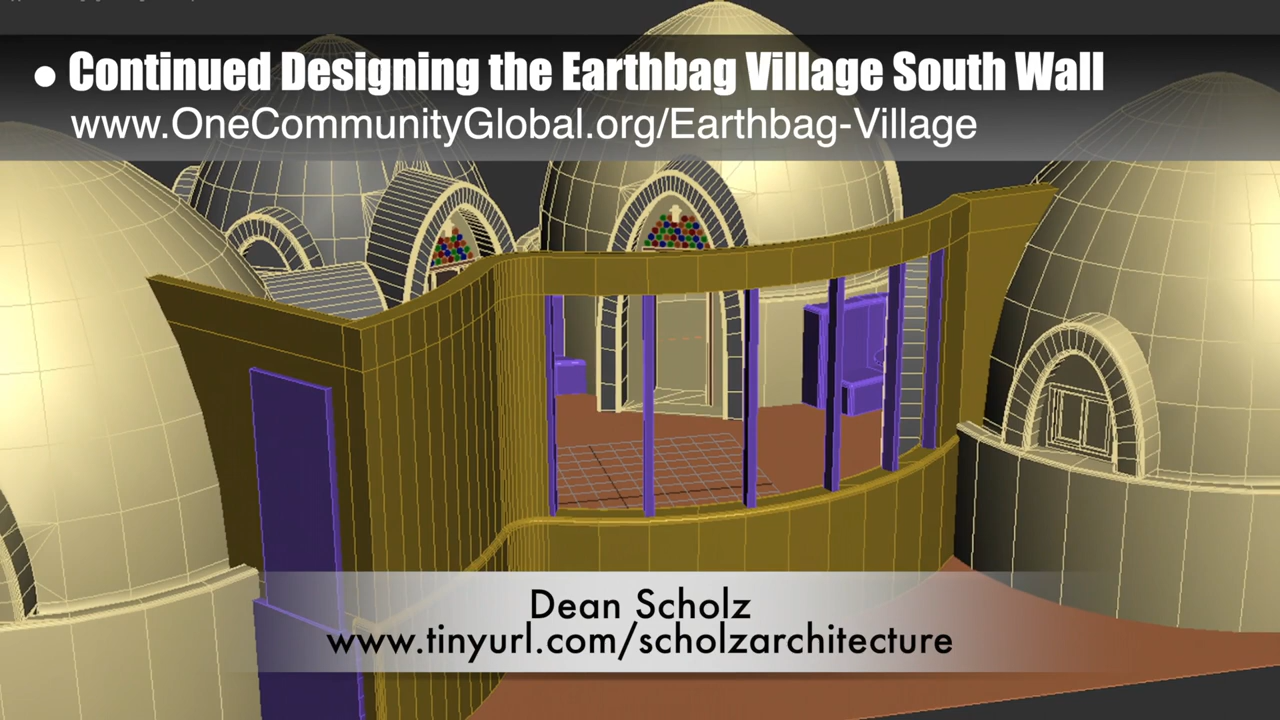 • Continued Designing the Earthbag Village South Wall
www.OneCommunityGlobal.org/Earthbag-Village
Dean Scholz
www.tinyurl.com/scholzarchitecture